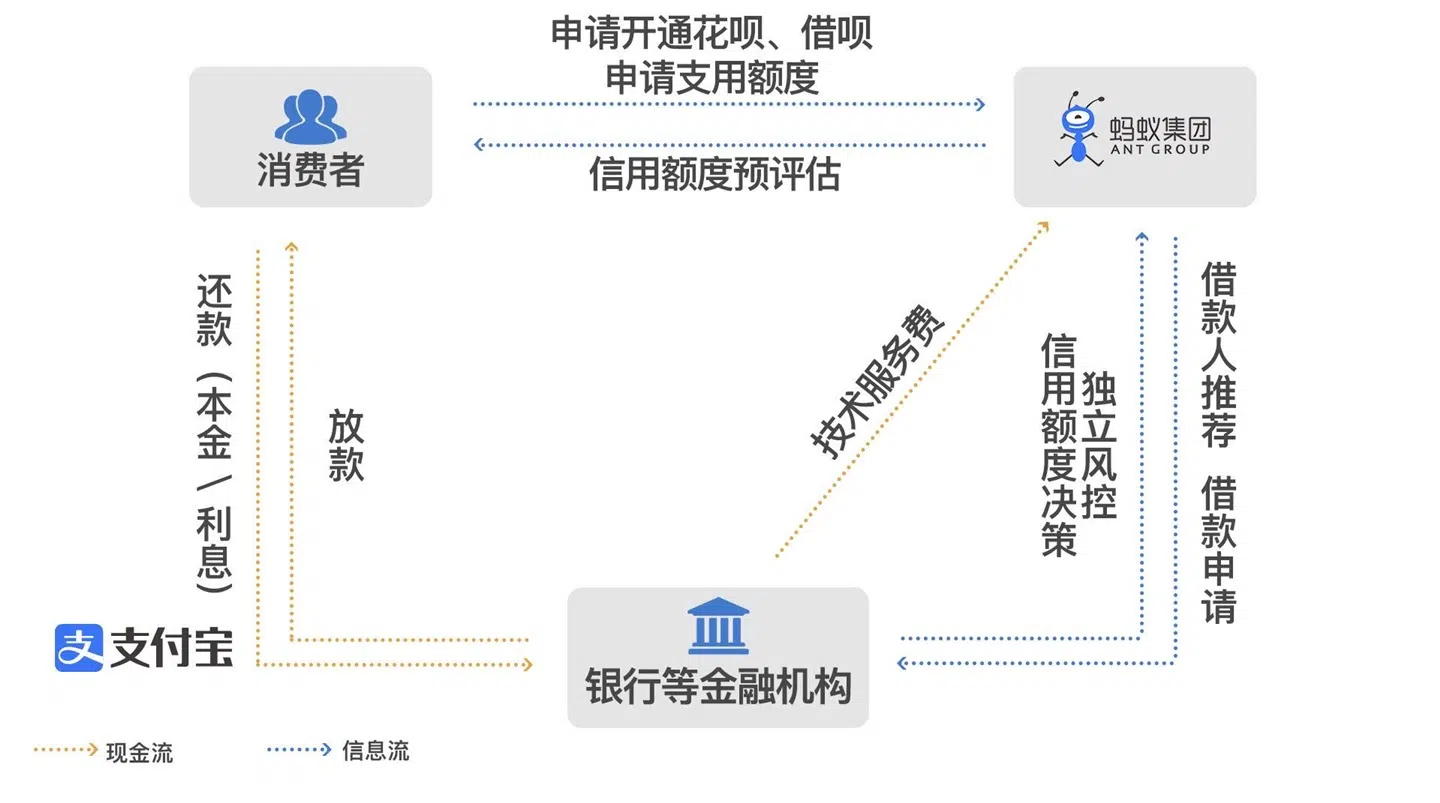 申请开通花呗、借呗
申请支用额度
消费者
蚂蚁集团
ANT GROUP
信用额度预评估
还款（本金/利息）
放款
技术服务费
信用额度决策
独立风控
借款人推荐 借款申请
支 支付宝
银行等金融机构
现金流
信息流